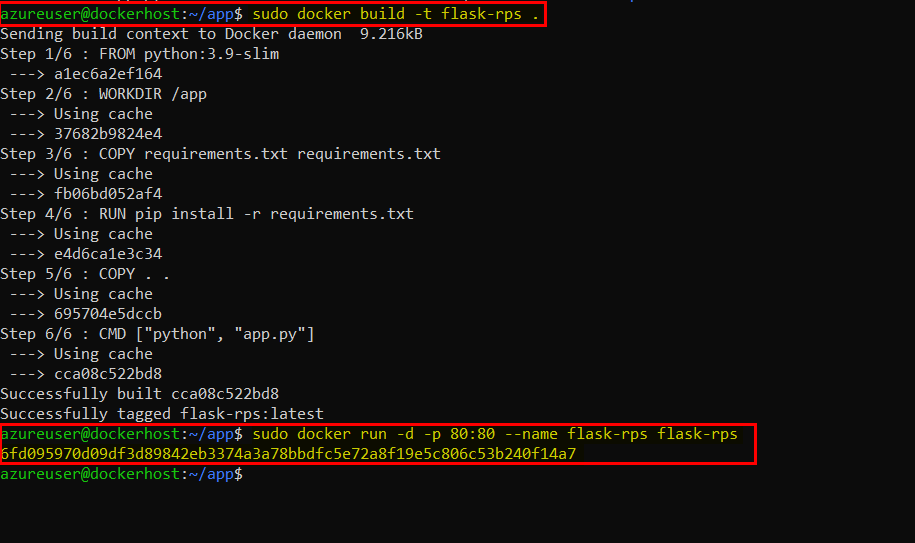 azureuser@dockerhost:~/app$ sudo docker build -t flask-rps .
Sending build context to Docker daemon  9.216kB
Step 1/6 : FROM python:3.9-slim
 ---> a1ec6a2ef164
Step 2/6 : WORKDIR /app
 ---> Using cache
 ---> 37682b9824e4
Step 3/6 : COPY requirements.txt requirements.txt
 ---> Using cache
 ---> fb06bd052af4
Step 4/6 : RUN pip install -r requirements.txt
 ---> Using cache
 ---> e4d6ca1e3c34
Step 5/6 : COPY . .
 ---> Using cache
 ---> 695704e5dccb
Step 6/6 : CMD ["python", "app.py"]
 ---> Using cache
 ---> cca08c522bd8
Successfully built cca08c522bd8
Successfully tagged flask-rps:latest
azureuser@dockerhost:~/app$ sudo docker run -d -p 80:80 --name flask-rps flask-rps
6fd095970d09df3d89842eb3374a3a78bbdfc5e72a8f19e5c806c53b240f14a7
azureuser@dockerhost:~/app$